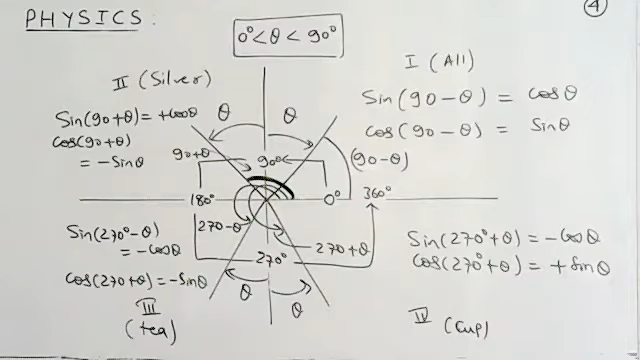 PHYSICS :
4
0° < θ < 90°
II (Silver)
I (All)
Sin(90+θ) = +cosθ
cos(90+θ)
= -Sinθ
θ
θ
Sin(90 - θ) = cosθ
cos(90 - θ) = Sinθ
90+θ
90°
(90-θ)
180°
0°
360°
270-θ
270+θ
270°
Sin(270°-θ)
= -cosθ
cos(270+θ) = -Sinθ
III
(tea)
θ
θ
Sin(270°+θ) = -cosθ
cos(270°+θ) = +Sinθ
IV (cup)